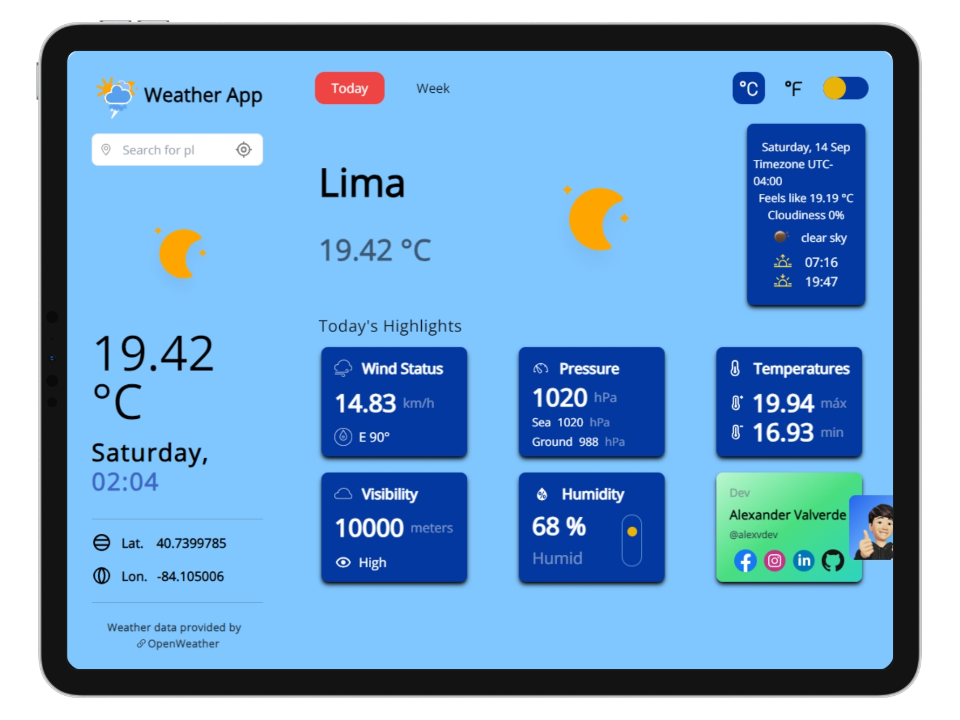 Weather App
Search for pl
19.42
°C
Saturday,
02:04
Lat. 40.7399785
Lon. -84.105006
Weather data provided by
OpenWeather
Today Week
°C °F
Lima
19.42 °C
Saturday, 14 Sep
Timezone UTC-
04:00
Feels like 19.19 °C
Cloudiness 0%
clear sky
07:16
19:47
Today's Highlights
Wind Status
14.83 km/h
E 90°
Pressure
1020 hPa
Sea 1020 hPa
Ground 988 hPa
Temperatures
19.94 máx
16.93 min
Visibility
10000 meters
High
Humidity
68 %
Humid
Dev
Alexander Valverde
@alexvdev